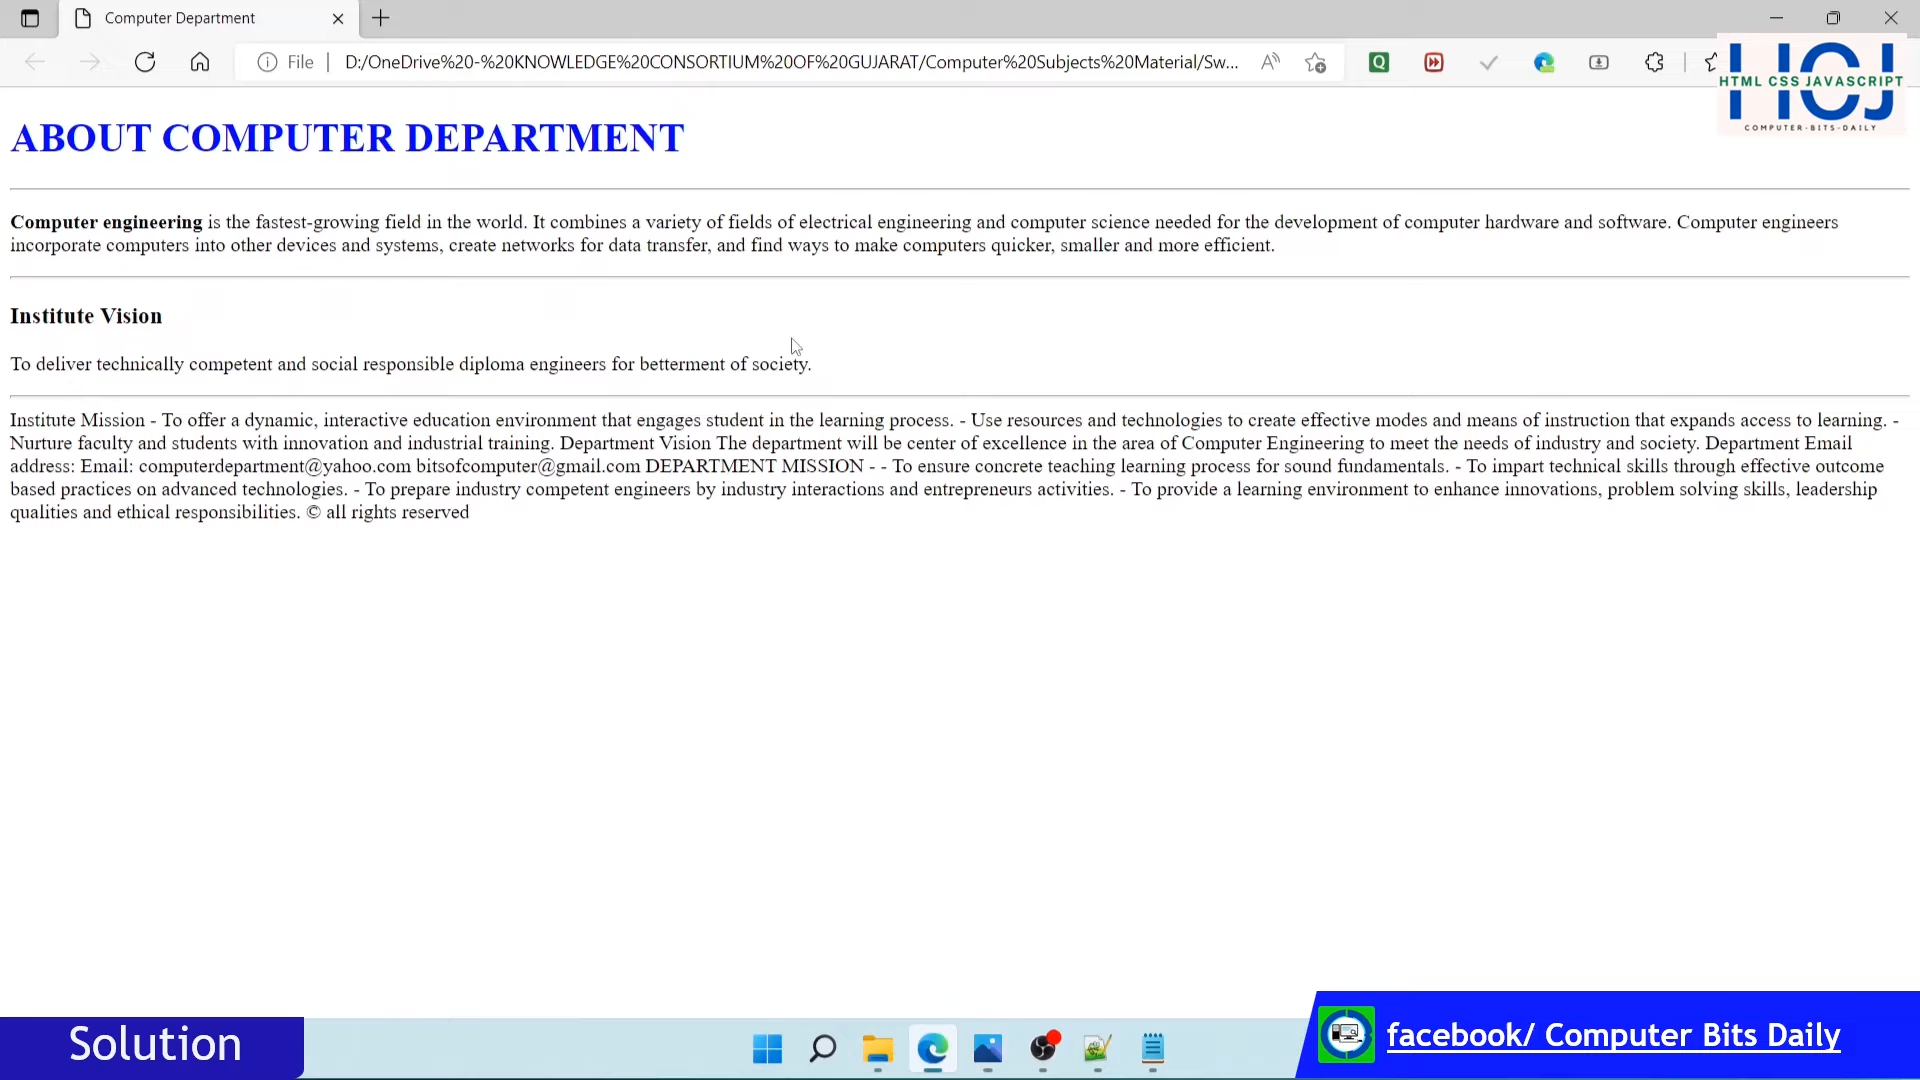 Computer Department
File
D:/OneDrive%20-%20KNOWLEDGE%20CONSORTIUM%20OF%20GUJARAT/Computer%20Subjects%20Material/Sw...
HCJ
HTML CSS JAVASCRIPT
COMPUTER-BITS-DAILY
ABOUT COMPUTER DEPARTMENT
Computer engineering is the fastest-growing field in the world. It combines a variety of fields of electrical engineering and computer science needed for the development of computer hardware and software. Computer engineers
incorporate computers into other devices and systems, create networks for data transfer, and find ways to make computers quicker, smaller and more efficient.
Institute Vision
To deliver technically competent and social responsible diploma engineers for betterment of society.
Institute Mission - To offer a dynamic, interactive education environment that engages student in the learning process. - Use resources and technologies to create effective modes and means of instruction that expands access to learning. -
Nurture faculty and students with innovation and industrial training. Department Vision The department will be center of excellence in the area of Computer Engineering to meet the needs of industry and society. Department Email
address: Email: computerdepartment@yahoo.com bitsofcomputer@gmail.com DEPARTMENT MISSION - - To ensure concrete teaching learning process for sound fundamentals. - To impart technical skills through effective outcome
based practices on advanced technologies. - To prepare industry competent engineers by industry interactions and entrepreneurs activities. - To provide a learning environment to enhance innovations, problem solving skills, leadership
qualities and ethical responsibilities. © all rights reserved
Solution
facebook/ Computer Bits Daily